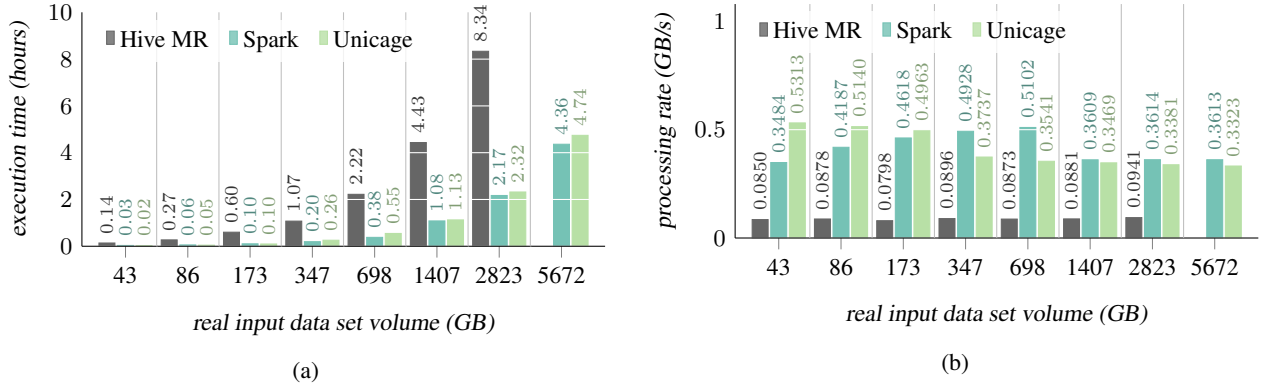 10
8
6
4
2
0
execution time (hours)
Hive MR Spark Unicage
0.14 0.03 0.02
0.27 0.06 0.05
0.60 0.10 0.10
1.07 0.20 0.26
2.22 0.38 0.55
4.43 1.08 1.13
8.34 2.17 2.32
4.36 4.74
43 86 173 347 698 1407 2823 5672
real input data set volume (GB)
(a)
1
0.5
0
processing rate (GB/s)
Hive MR Spark Unicage
0.0850 0.3484 0.5313
0.0878 0.4187 0.5140
0.0798 0.4618 0.4963
0.0896 0.4928 0.3737
0.0873 0.5102 0.3541
0.0881 0.3609 0.3469
0.0941 0.3614 0.3381
0.3613 0.3323
43 86 173 347 698 1407 2823 5672
real input data set volume (GB)
(b)